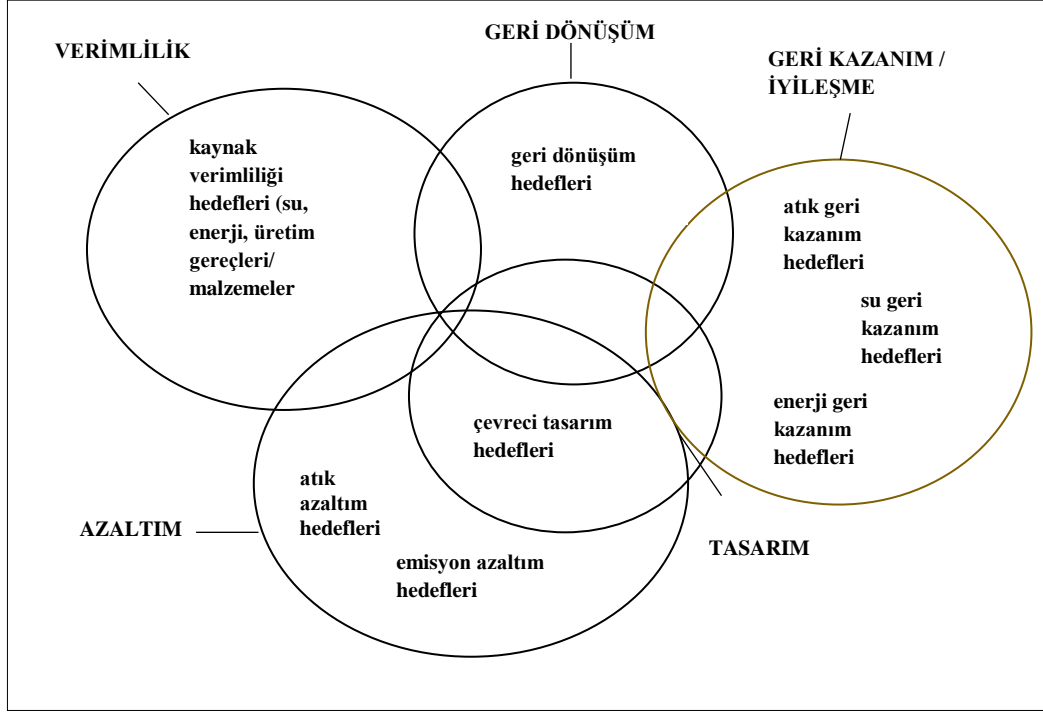 VERİMLİLİK
kaynak
verimliliği
hedefleri (su,
enerji, üretim
gereçleri/
malzemeler
GERİ DÖNÜŞÜM
geri dönüşüm
hedefleri
GERİ KAZANIM /
İYİLEŞME
atık geri
kazanım
hedefleri
su geri
kazanım
hedefleri
enerji geri
kazanım
hedefleri
çevreci tasarım
hedefleri
TASARIM
AZALTIM
atık
azaltım
hedefleri
emisyon azaltım
hedefleri